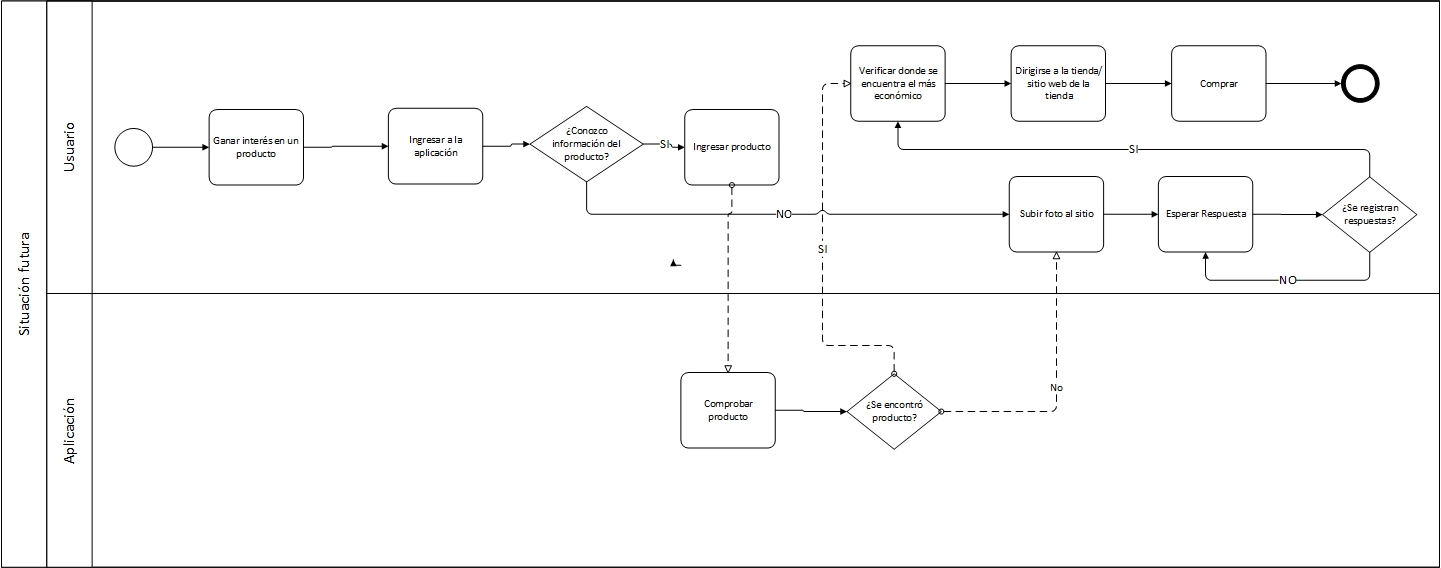 Situación futura
Usuario
Ganar interés en un
producto
Ingresar a la
aplicación
¿Conozco
información del
producto?
SI
Ingresar producto
NO
Verificar donde se
encuentra el más
económico
Dirigirse a la tienda/
sitio web de la
tienda
Comprar
SI
Subir foto al sitio
Esperar Respuesta
¿Se registran
respuestas?
NO
SI
Aplicación
Comprobar
producto
¿Se encontró
producto?
No